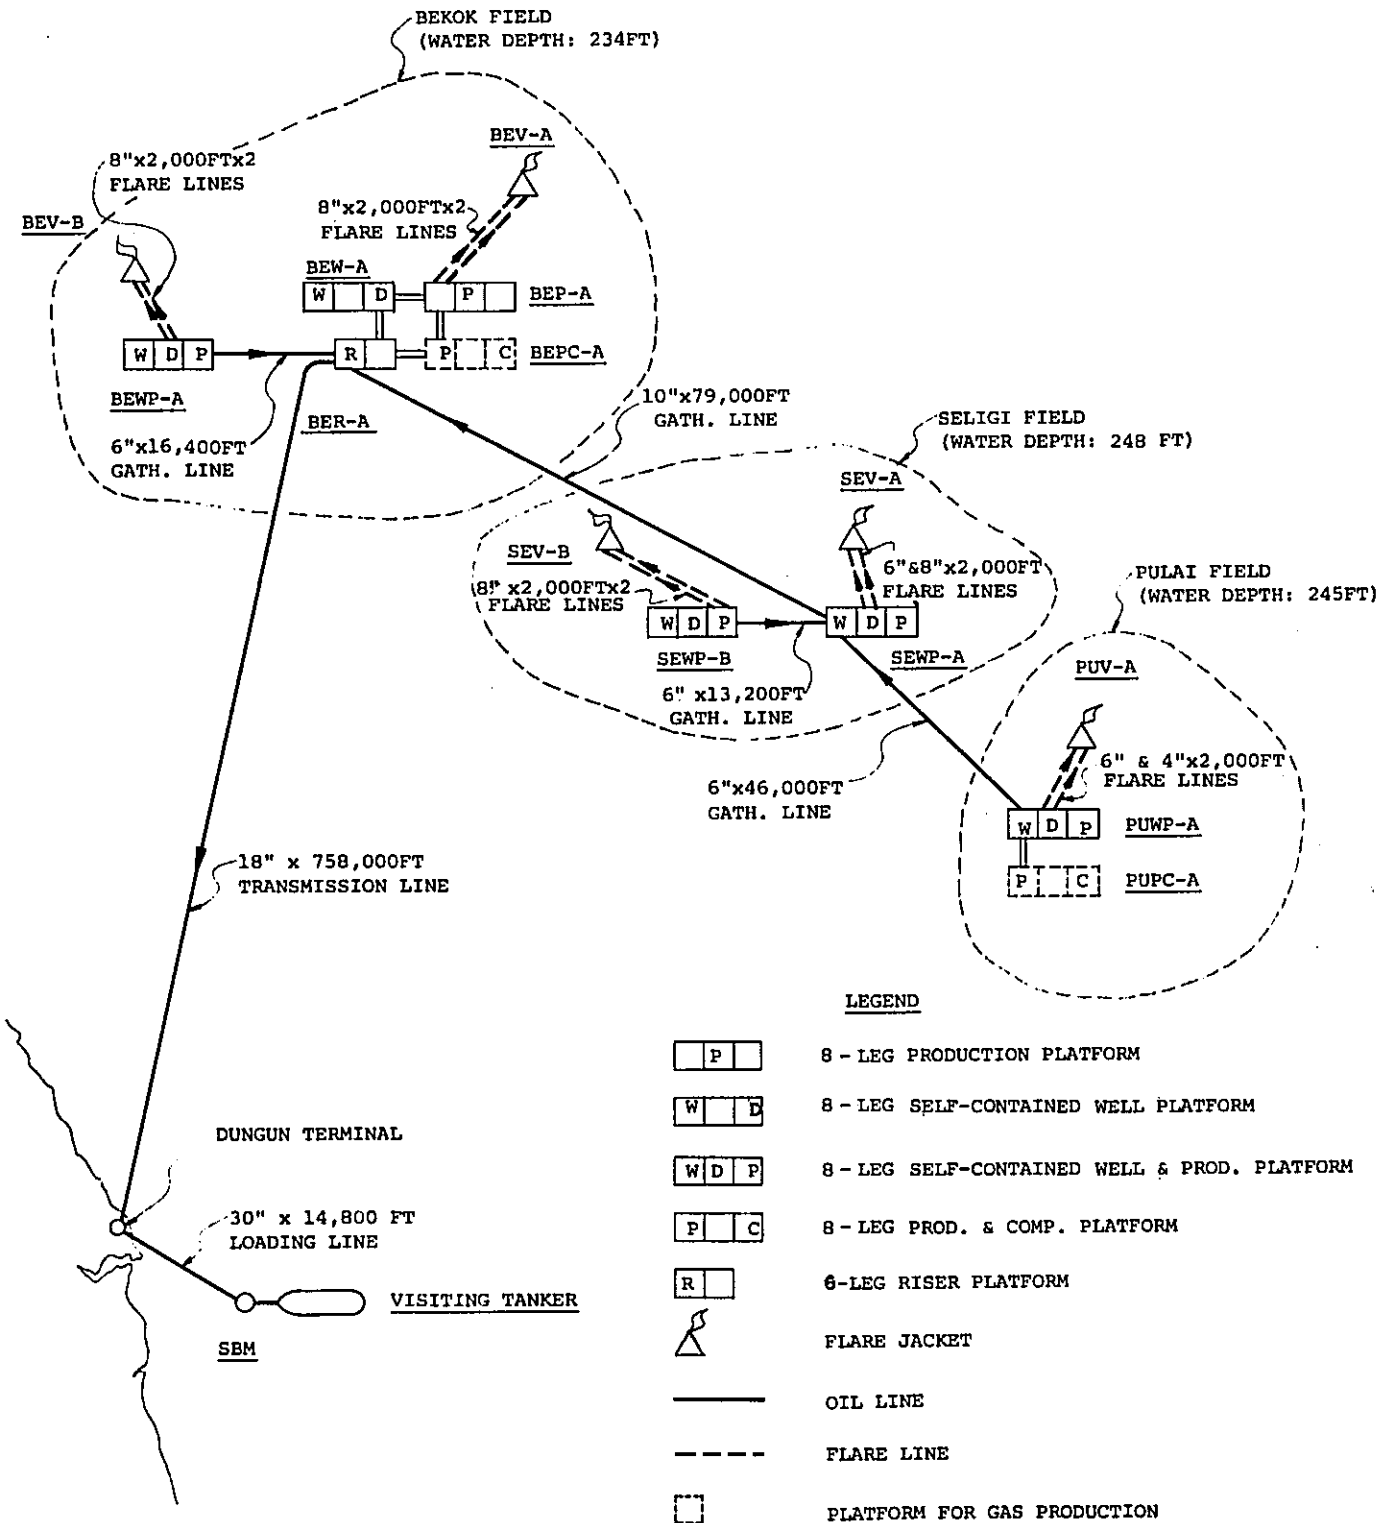 BEKOK FIELD
(WATER DEPTH: 234FT)
BEV-A
8"x2,000FTx2
FLARE LINES
8"x2,000FTx2
FLARE LINES
BEV-B
BEW-A
W D
P
BEP-A
W D P
R
P C
BEPC-A
BEWP-A
BER-A
6"x16,400FT
GATH. LINE
10"x79,000FT
GATH. LINE
SELIGI FIELD
(WATER DEPTH: 248 FT)
SEV-A
SEV-B
8" x2,000FTx2
FLARE LINES
6"&8"x2,000FT
FLARE LINES
PULAI FIELD
(WATER DEPTH: 245FT)
W D P
W D P
SEWP-B
SEWP-A
6" x13,200FT
GATH. LINE
PUV-A
6" & 4"x2,000FT
FLARE LINES
6"x46,000FT
GATH. LINE
W D P
PUWP-A
P C
PUPC-A
18" x 758,000FT
TRANSMISSION LINE
LEGEND
P
8-LEG PRODUCTION PLATFORM
W D
8-LEG SELF-CONTAINED WELL PLATFORM
W D P
8-LEG SELF-CONTAINED WELL & PROD. PLATFORM
P C
8-LEG PROD. & COMP. PLATFORM
R
6-LEG RISER PLATFORM
FLARE JACKET
OIL LINE
FLARE LINE
PLATFORM FOR GAS PRODUCTION
DUNGUN TERMINAL
30" x 14,800 FT
LOADING LINE
VISITING TANKER
SBM